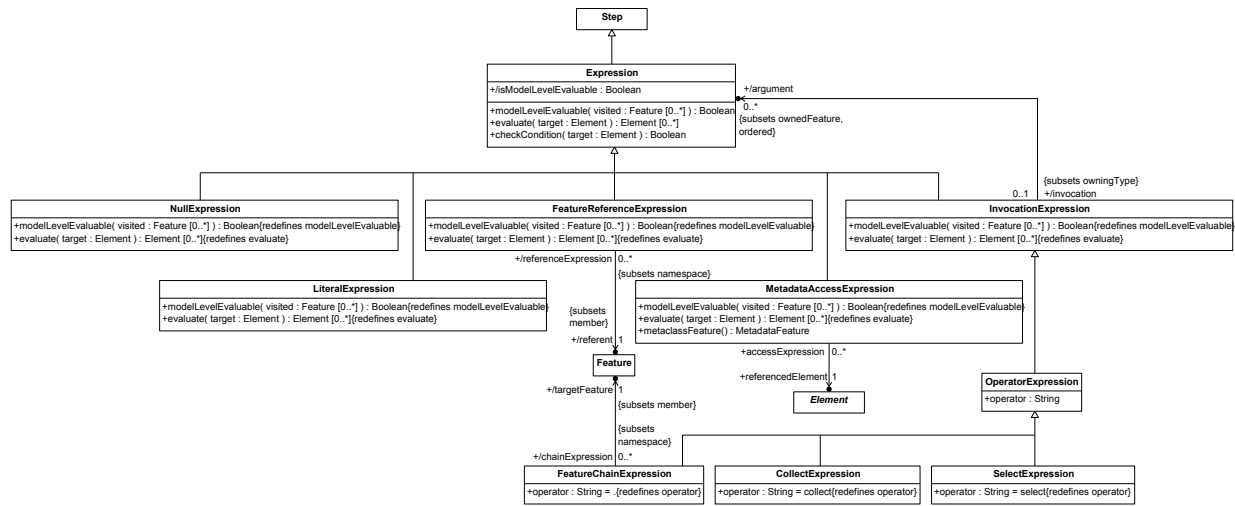 Step
Expression
+/isModelLevelEvaluable : Boolean
+modelLevelEvaluable( visited : Feature [0..*] ) : Boolean
+evaluate( target : Element ) : Element [0..*]
+checkCondition( target : Element ) : Boolean
+/argument
0..*
{subsets ownedFeature,
ordered}
{subsets owningType}
0..1 +/invocation
NullExpression
+modelLevelEvaluable( visited : Feature [0..*] ) : Boolean{redefines modelLevelEvaluable}
+evaluate( target : Element ) : Element [0..*]{redefines evaluate}
FeatureReferenceExpression
+modelLevelEvaluable( visited : Feature [0..*] ) : Boolean{redefines modelLevelEvaluable}
+evaluate( target : Element ) : Element [0..*]{redefines evaluate}
InvocationExpression
+modelLevelEvaluable( visited : Feature [0..*] ) : Boolean{redefines modelLevelEvaluable}
+evaluate( target : Element ) : Element [0..*]{redefines evaluate}
+/referenceExpression 0..*
{subsets namespace}
LiteralExpression
+modelLevelEvaluable( visited : Feature [0..*] ) : Boolean{redefines modelLevelEvaluable}
+evaluate( target : Element ) : Element [0..*]{redefines evaluate}
MetadataAccessExpression
+modelLevelEvaluable( visited : Feature [0..*] ) : Boolean{redefines modelLevelEvaluable}
+evaluate( target : Element ) : Element [0..*]{redefines evaluate}
+metaclassFeature() : MetadataFeature
{subsets
member}
+/referent 1
Feature
+/targetFeature 1
{subsets member}
{subsets
namespace}
+/chainExpression 0..*
+accessExpression 0..*
+referencedElement 1
Element
OperatorExpression
+operator : String
FeatureChainExpression
+operator : String = .{redefines operator}
CollectExpression
+operator : String = collect{redefines operator}
SelectExpression
+operator : String = select{redefines operator}